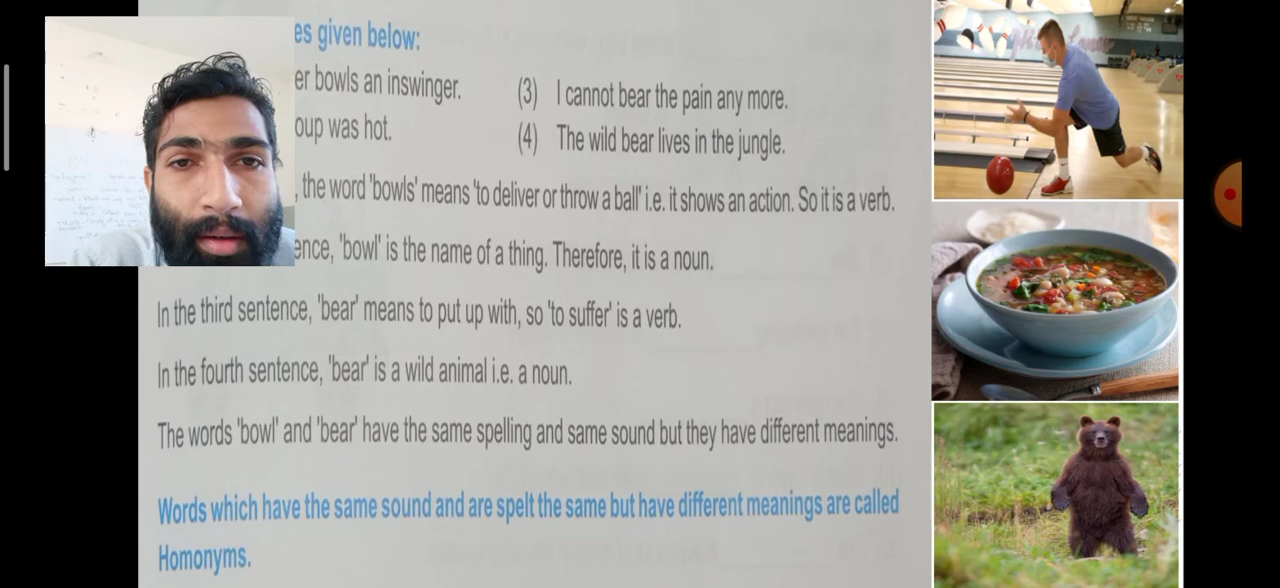 es given below:
er bowls an inswinger. (3) I cannot bear the pain any more.
oup was hot. (4) The wild bear lives in the jungle.
, the word 'bowls' means 'to deliver or throw a ball' i.e. it shows an action. So it is a verb.
ence, 'bowl' is the name of a thing. Therefore, it is a noun.
In the third sentence, 'bear' means to put up with, so 'to suffer' is a verb.
In the fourth sentence, 'bear' is a wild animal i.e. a noun.
The words 'bowl' and 'bear' have the same spelling and same sound but they have different meanings.
Words which have the same sound and are spelt the same but have different meanings are called
Homonyms.